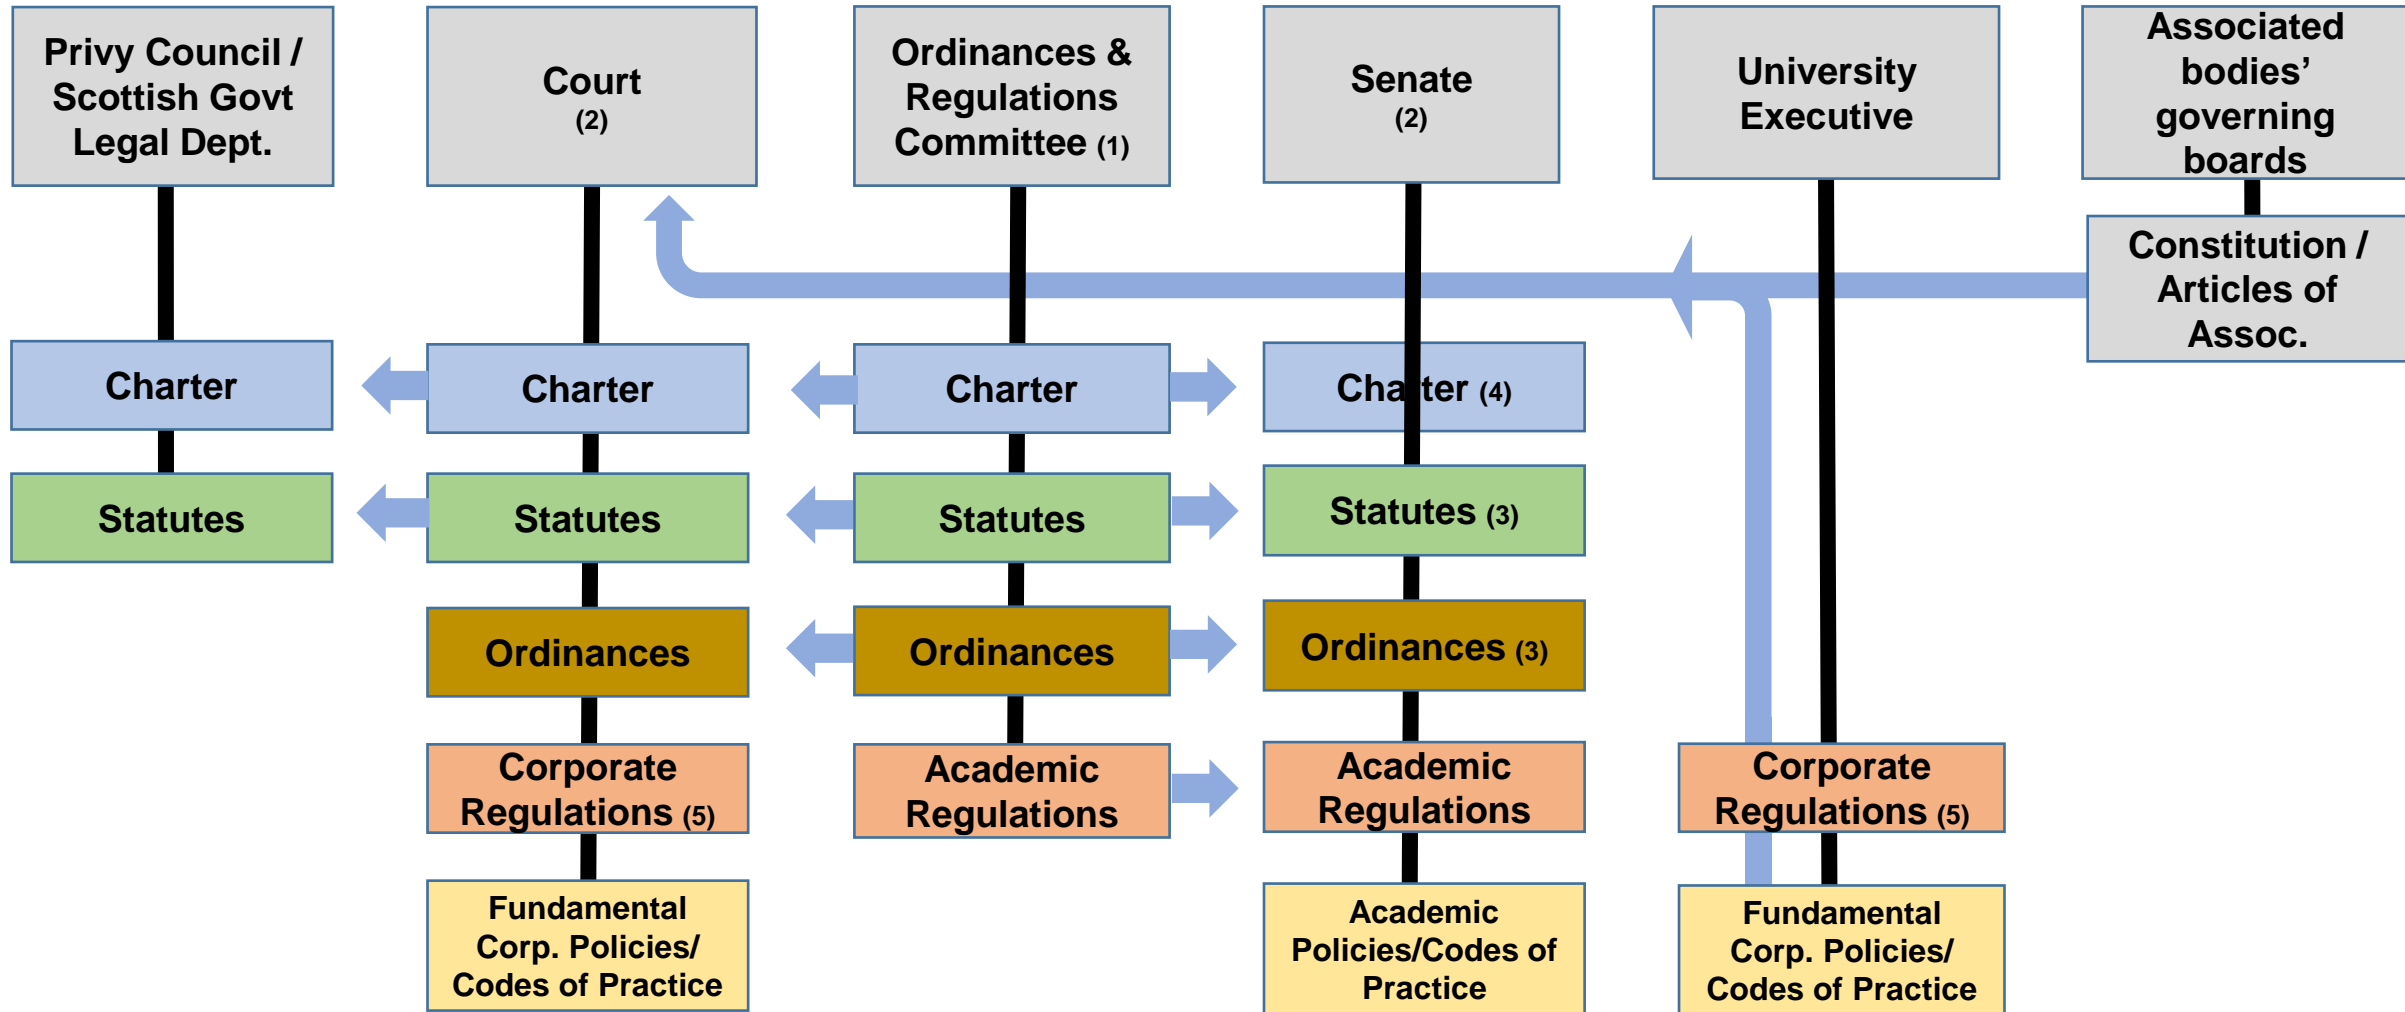 Privy Council /
Scottish Govt
Legal Dept.
Court
(2)
Ordinances &
Regulations
Committee (1)
Senate
(2)
University
Executive
Associated
bodies’
governing
boards
Constitution /
Articles of
Assoc.
Charter
Charter
Charter
Charter (4)
Statutes
Statutes
Statutes
Statutes (3)
Ordinances
Ordinances
Ordinances (3)
Corporate
Regulations (5)
Academic
Regulations
Academic
Regulations
Corporate
Regulations (5)
Fundamental
Corp. Policies/
Codes of Practice
Academic
Policies/Codes of
Practice
Fundamental
Corp. Policies/
Codes of Practice